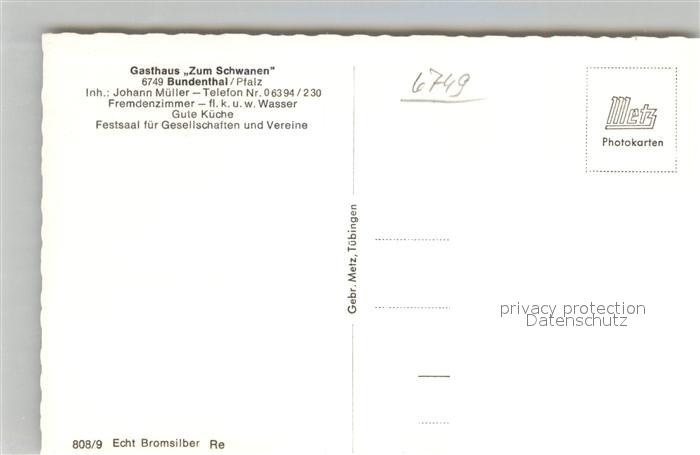 Gasthaus „Zum Schwanen"
6749 Bundenthal/Pfalz
Inh.: Johann Müller – Telefon Nr. 06394/230
Fremdenzimmer – fl. k. u. w. Wasser
Gute Küche
Festsaal für Gesellschaften und Vereine
6749
Metz
Photokarten
Gebr. Metz, Tübingen
privacy protection
Datenschutz
808/9 Echt Bromsilber Re